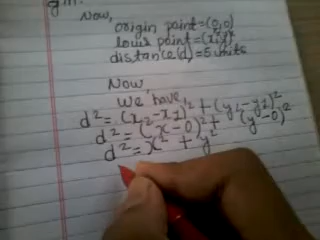 Now,
origin point=(0,0)
locus point=(x,y)
distance(d)=5 units
Now,
We have,
d²=(x₂-x₁)²+(y₂-y₁)²
d²=(x-0)²+(y-0)²
d²=x²+y²